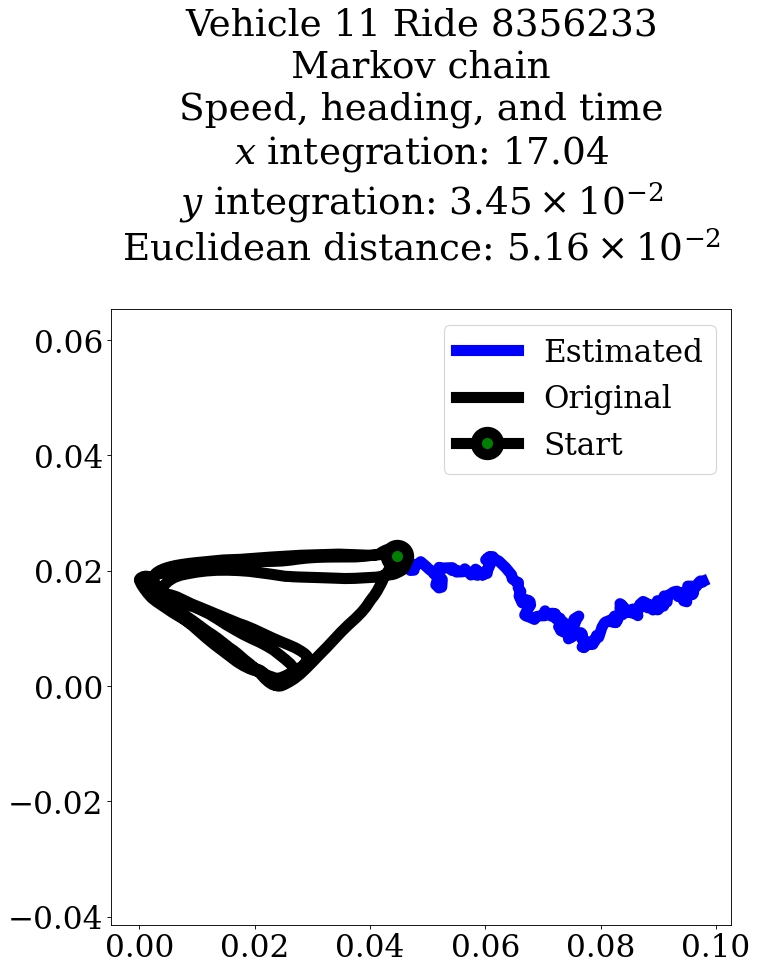 Vehicle 11 Ride 8356233
Markov chain
Speed, heading, and time
x integration: 17.04
y integration: 3.45 × 10⁻²
Euclidean distance: 5.16 × 10⁻²
Estimated
Original
Start
0.06
0.04
0.02
0.00
−0.02
−0.04
0.00 0.02 0.04 0.06 0.08 0.10